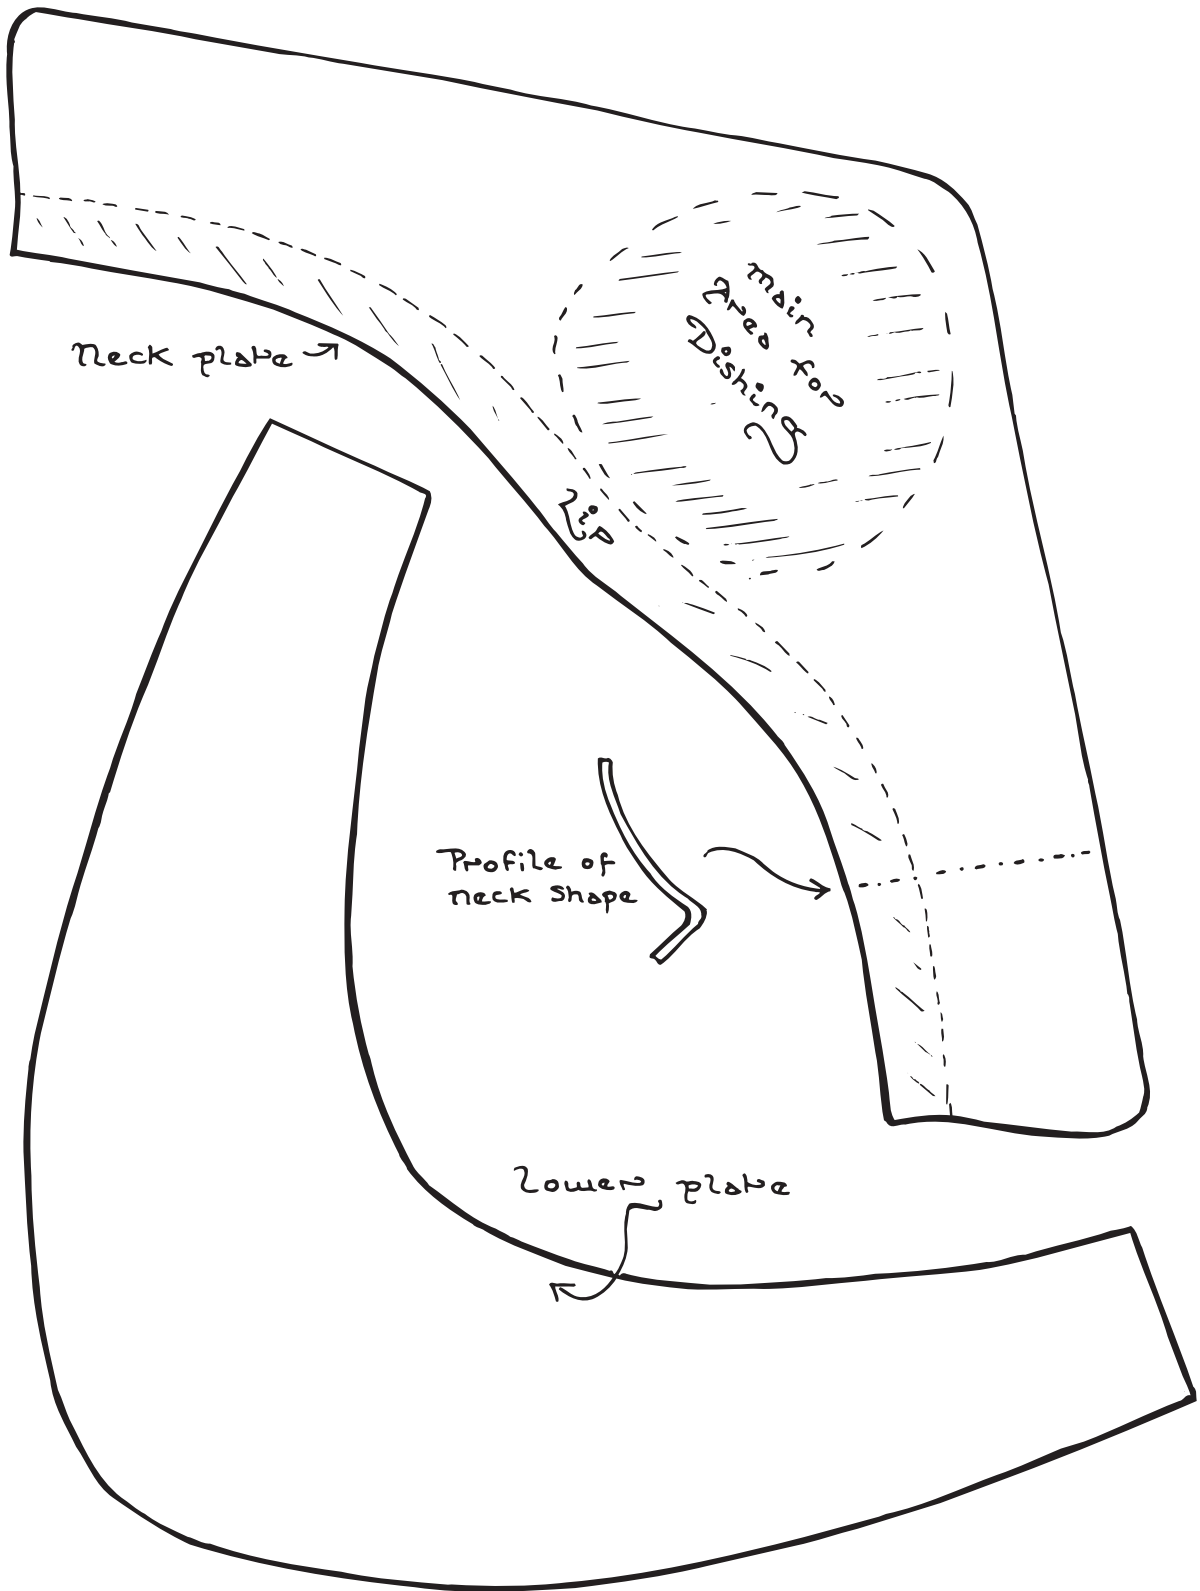 main
Area for
Dishing
Neck plate
Lip
Profile of
neck shape
Lower plate